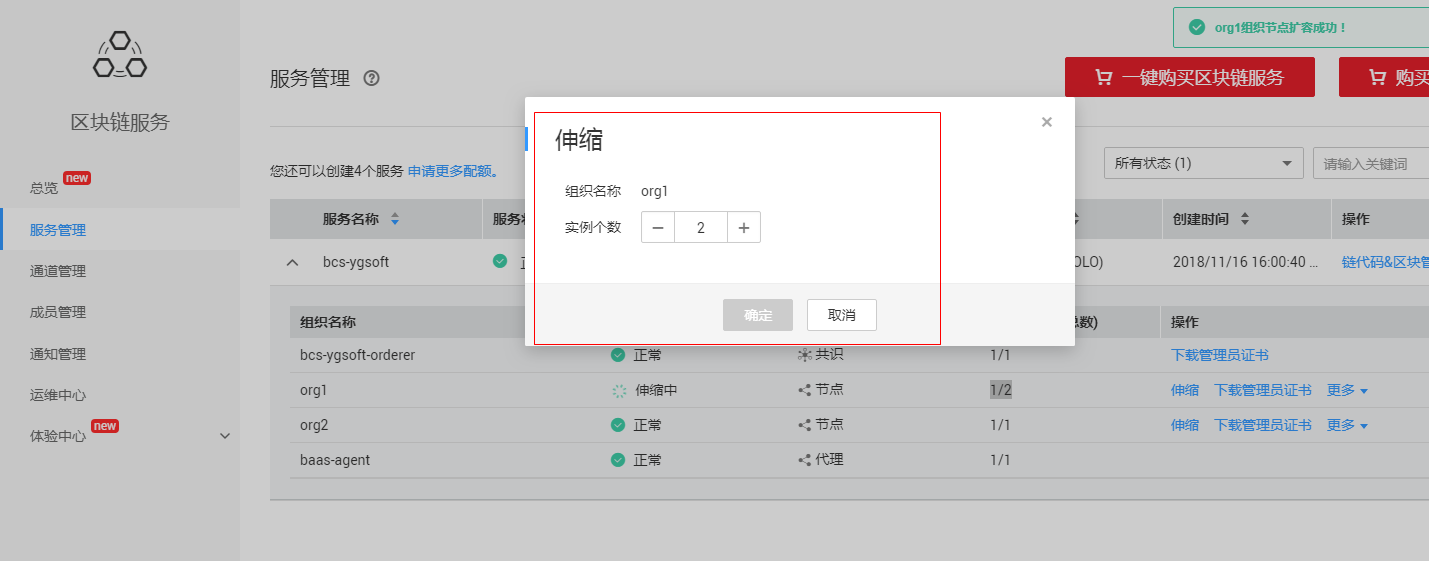 org1组织节点扩容成功！
服务管理
一键购买区块链服务
购买
区块链服务
伸缩
您还可以创建4个服务 申请更多配额。
所有状态 (1)
请输入关键词
总览 new
组织名称 org1
服务名称
创建时间
操作
服务管理
实例个数 2
bcs-ygsoft
OLO)
2018/11/16 16:00:40 ...
链代码&区块
通道管理
成员管理
确定
取消
组织名称
操作
通知管理
bcs-ygsoft-orderer
正常
共识
1/1
下载管理员证书
运维中心
org1
伸缩中
节点
1/2
伸缩
下载管理员证书
更多
体验中心 new
org2
正常
节点
1/1
伸缩
下载管理员证书
更多
baas-agent
正常
代理
1/1